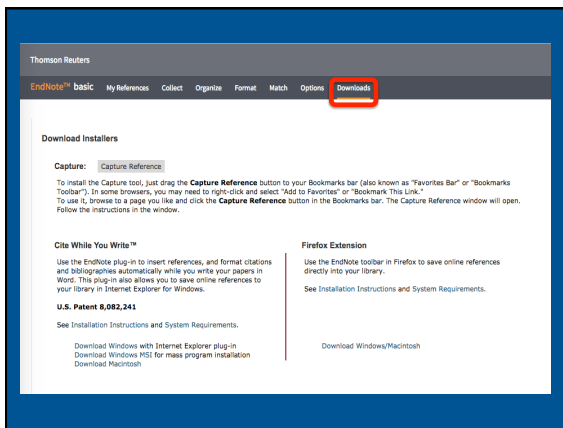 Thomson Reuters
EndNote™ basic My References Collect Organize Format Match Options Downloads
Download Installers
Capture: Capture Reference
To install the Capture tool, just drag the Capture Reference button to your Bookmarks bar (also known as "Favorites Bar" or "Bookmarks
Toolbar"). In some browsers, you may need to right-click and select "Add to Favorites" or "Bookmark This Link."
To use it, browse to a page you like and click the Capture Reference button in the Bookmarks bar. The Capture Reference window will open.
Follow the instructions in the window.
Cite While You Write™
Use the EndNote plug-in to insert references, and format citations
and bibliographies automatically while you write your papers in
Word. This plug-in also allows you to save online references to
your library in Internet Explorer for Windows.
U.S. Patent 8,082,241
See Installation Instructions and System Requirements.
Download Windows with Internet Explorer plug-in
Download Windows MSI for mass program installation
Download Macintosh
Firefox Extension
Use the EndNote toolbar in Firefox to save online references
directly into your library.
See Installation Instructions and System Requirements.
Download Windows/Macintosh